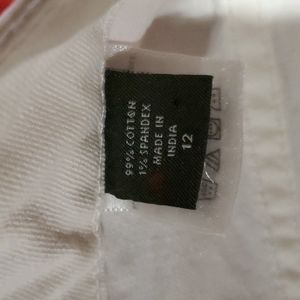 99% COTTON
1% SPANDEX
MADE IN
INDIA
12